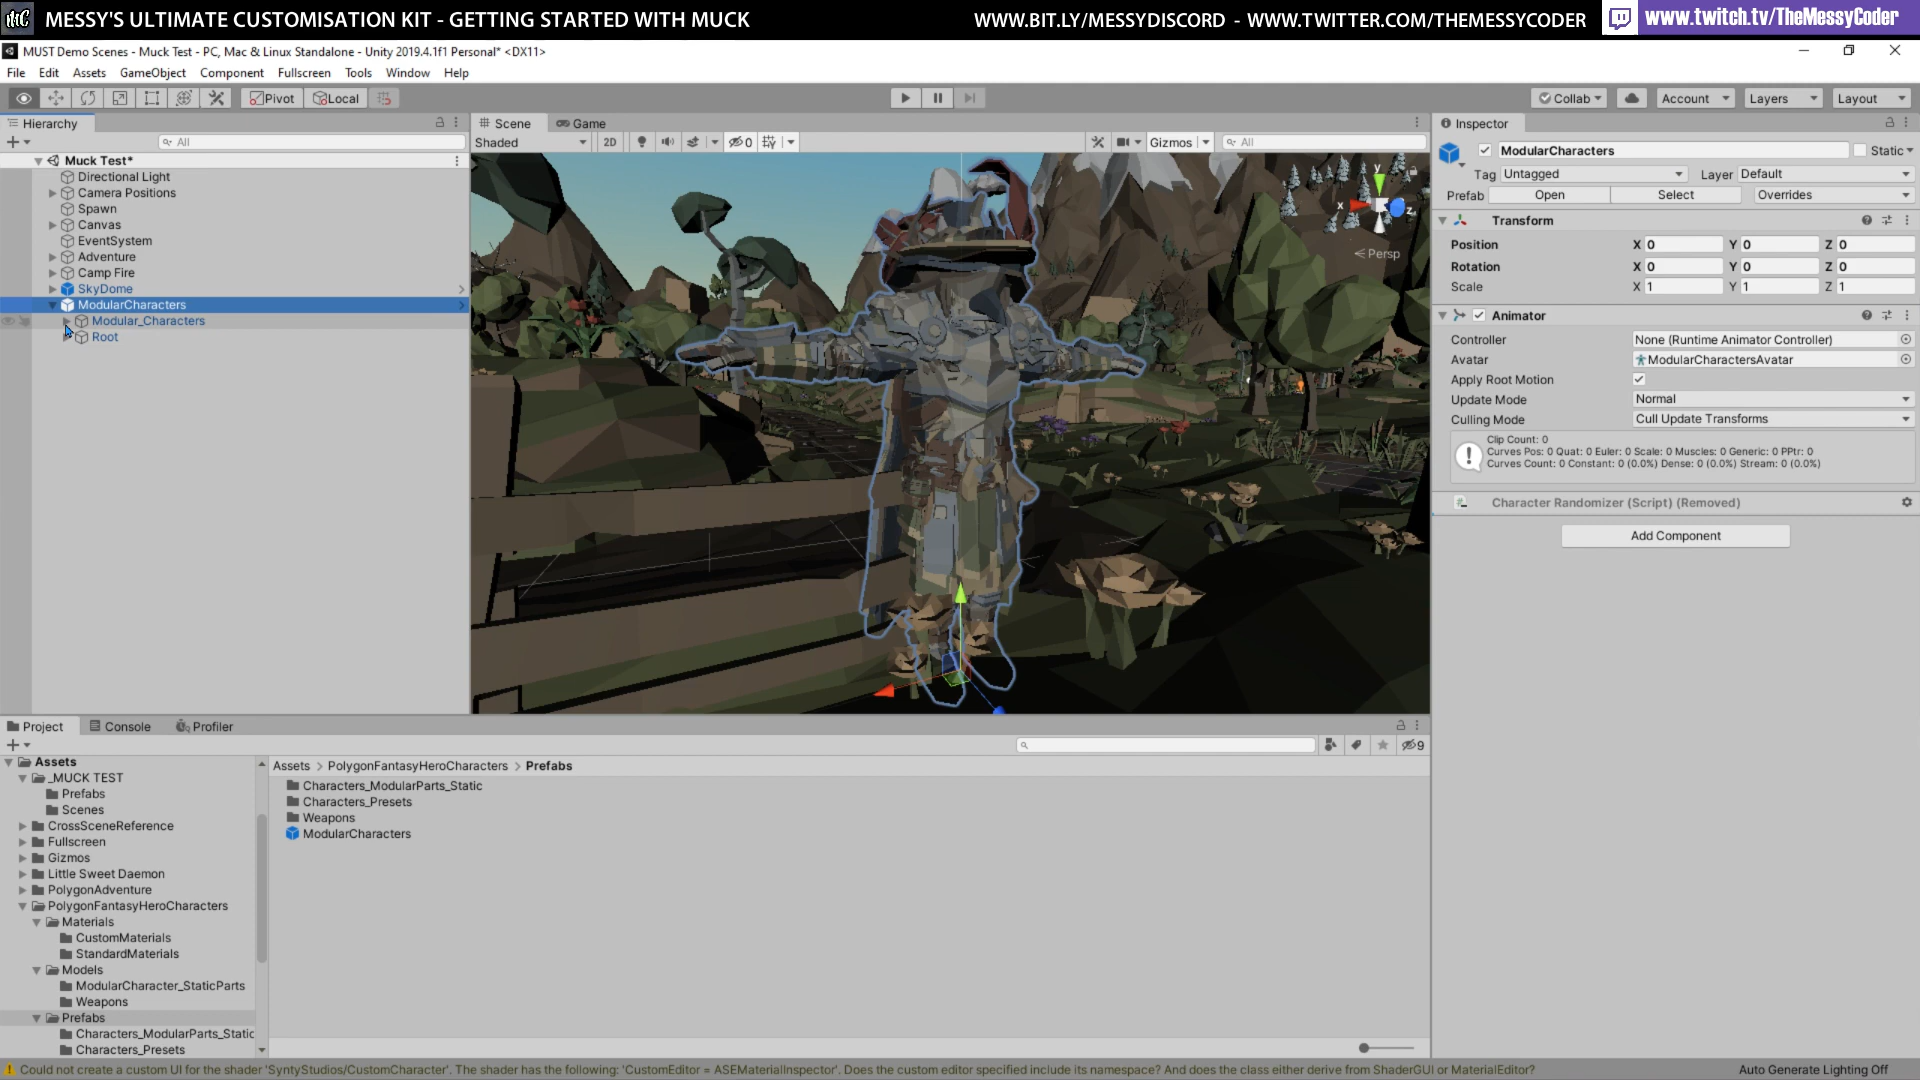 MESSY'S ULTIMATE CUSTOMISATION KIT - GETTING STARTED WITH MUCK
WWW.BIT.LY/MESSYDISCORD - WWW.TWITTER.COM/THEMESSYCODER
www.twitch.tv/TheMessyCoder
MUST Demo Scenes - Muck Test - PC, Mac & Linux Standalone - Unity 2019.4.1f1 Personal* <DX11>
File Edit Assets GameObject Component Fullscreen Tools Window Help
Pivot Local Collab Account Layers Layout
Hierarchy
All
Muck Test*
Directional Light
Camera Positions
Spawn
Canvas
EventSystem
Adventure
Camp Fire
SkyDome
ModularCharacters
Modular_Characters
Root
Scene Game
Shaded 2D 0 Gizmos All
y
x
z
Persp
Inspector
ModularCharacters Static
Tag Untagged Layer Default
Prefab Open Select Overrides
Transform
Position X 0 Y 0 Z 0
Rotation X 0 Y 0 Z 0
Scale X 1 Y 1 Z 1
Animator
Controller None (Runtime Animator Controller)
Avatar ModularCharactersAvatar
Apply Root Motion
Update Mode Normal
Culling Mode Cull Update Transforms
Clip Count: 0
Curves Pos: 0 Quat: 0 Euler: 0 Scale: 0 Muscles: 0 Generic: 0 PPtr: 0
Curves Count: 0 Constant: 0 (0.0%) Dense: 0 (0.0%) Stream: 0 (0.0%)
Character Randomizer (Script) (Removed)
Add Component
Project Console Profiler
9
Assets
_MUCK TEST
Prefabs
Scenes
CrossSceneReference
Fullscreen
Gizmos
Little Sweet Daemon
PolygonAdventure
PolygonFantasyHeroCharacters
Materials
CustomMaterials
StandardMaterials
Models
ModularCharacter_StaticParts
Weapons
Prefabs
Characters_ModularParts_Static
Characters_Presets
Assets > PolygonFantasyHeroCharacters > Prefabs
Characters_ModularParts_Static
Characters_Presets
Weapons
ModularCharacters
Could not create a custom UI for the shader 'SyntyStudios/CustomCharacter'. The shader has the following: 'CustomEditor = ASEMaterialInspector'. Does the custom editor specified include its namespace? And does the class either derive from ShaderGUI or MaterialEditor?
Auto Generate Lighting Off